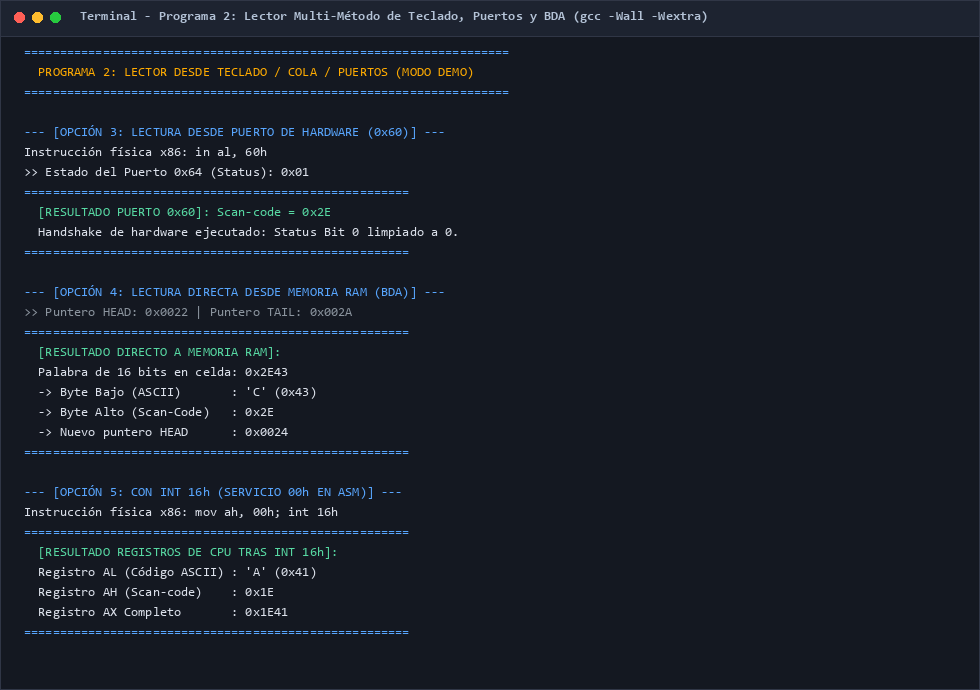 Terminal - Programa 2: Lector Multi-Método de Teclado, Puertos y BDA (gcc -Wall -Wextra)
====================================================================
PROGRAMA 2: LECTOR DESDE TECLADO / COLA / PUERTOS (MODO DEMO)
====================================================================
--- [OPCIÓN 3: LECTURA DESDE PUERTO DE HARDWARE (0x60)] ---
Instrucción física x86: in al, 60h
>> Estado del Puerto 0x64 (Status): 0x01
======================================================
[RESULTADO PUERTO 0x60]: Scan-code = 0x2E
Handshake de hardware ejecutado: Status Bit 0 limpiado a 0.
======================================================
--- [OPCIÓN 4: LECTURA DIRECTA DESDE MEMORIA RAM (BDA)] ---
>> Puntero HEAD: 0x0022 | Puntero TAIL: 0x002A
======================================================
[RESULTADO DIRECTO A MEMORIA RAM]:
Palabra de 16 bits en celda: 0x2E43
-> Byte Bajo (ASCII)       : 'C' (0x43)
-> Byte Alto (Scan-Code)   : 0x2E
-> Nuevo puntero HEAD      : 0x0024
======================================================
--- [OPCIÓN 5: CON INT 16h (SERVICIO 00h EN ASM)] ---
Instrucción física x86: mov ah, 00h; int 16h
======================================================
[RESULTADO REGISTROS DE CPU TRAS INT 16h]:
Registro AL (Código ASCII) : 'A' (0x41)
Registro AH (Scan-code)    : 0x1E
Registro AX Completo       : 0x1E41
======================================================